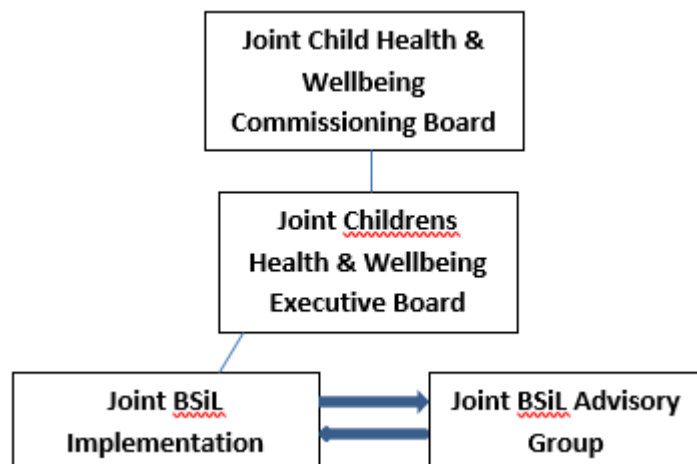 Joint Child Health &
Wellbeing
Commissioning Board
Joint Childrens
Health & Wellbeing
Executive Board
Joint BSiL
Implementation
Joint BSiL Advisory
Group